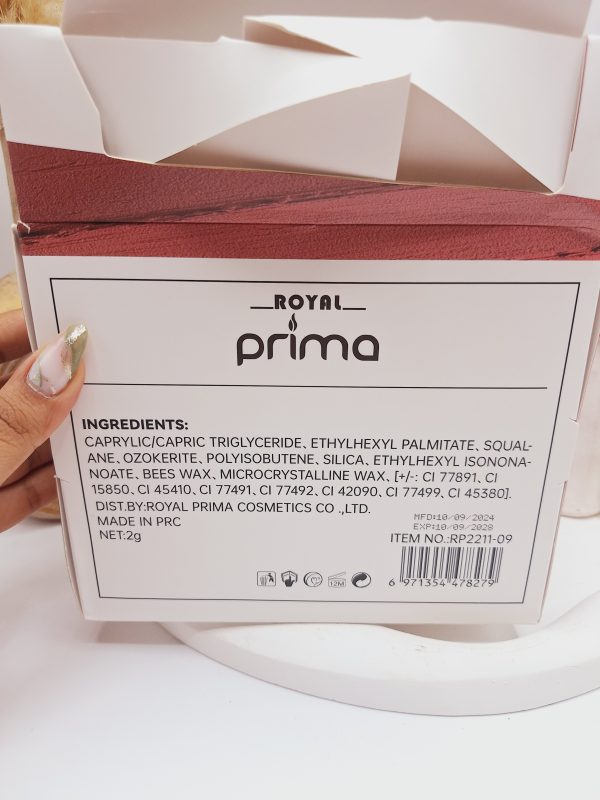 ROYAL
prima
INGREDIENTS:
CAPRYLIC/CAPRIC TRIGLYCERIDE、ETHYLHEXYL PALMITATE、SQUAL-
ANE、OZOKERITE、POLYISOBUTENE、SILICA、ETHYLHEXYL ISONONA-
NOATE、BEES WAX、MICROCRYSTALLINE WAX、[+/-: CI 77891、CI
15850、CI 45410、CI 77491、CI 77492、CI 42090、CI 77499、CI 45380].
DIST.BY:ROYAL PRIMA COSMETICS CO .,LTD.
MADE IN PRC
NET:2g
MFD:10/09/2024
EXP:10/09/2028
ITEM NO.:RP2211-09
12M
6 971354 478279